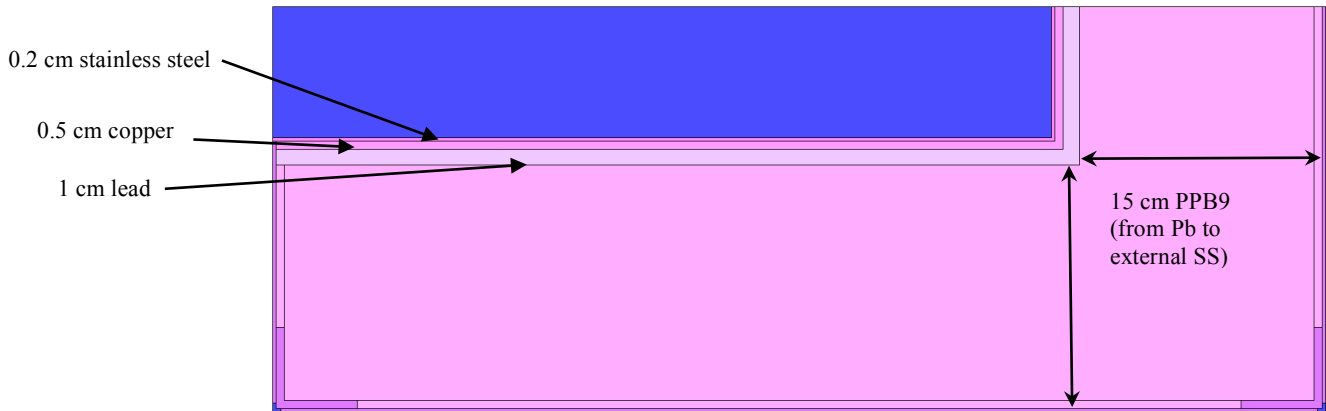 0.2 cm stainless steel
0.5 cm copper
1 cm lead
15 cm PPB9
(from Pb to
external SS)